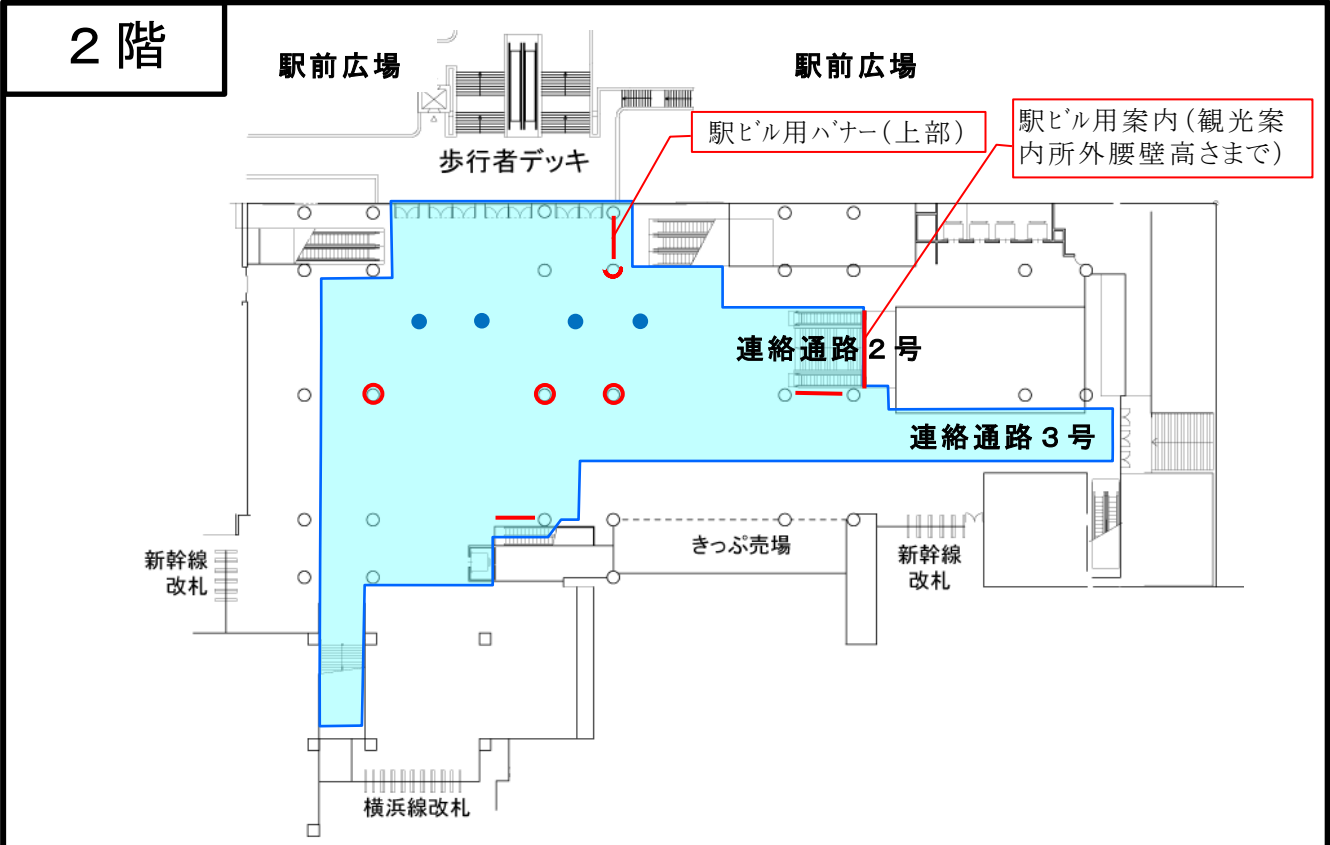 2階
駅前広場
駅前広場
駅ビル用バナー(上部)
駅ビル用案内(観光案
内所外腰壁高さまで)
歩行者デッキ
連絡通路2号
連絡通路3号
きっぷ売場
新幹線
改札
新幹線
改札
横浜線改札